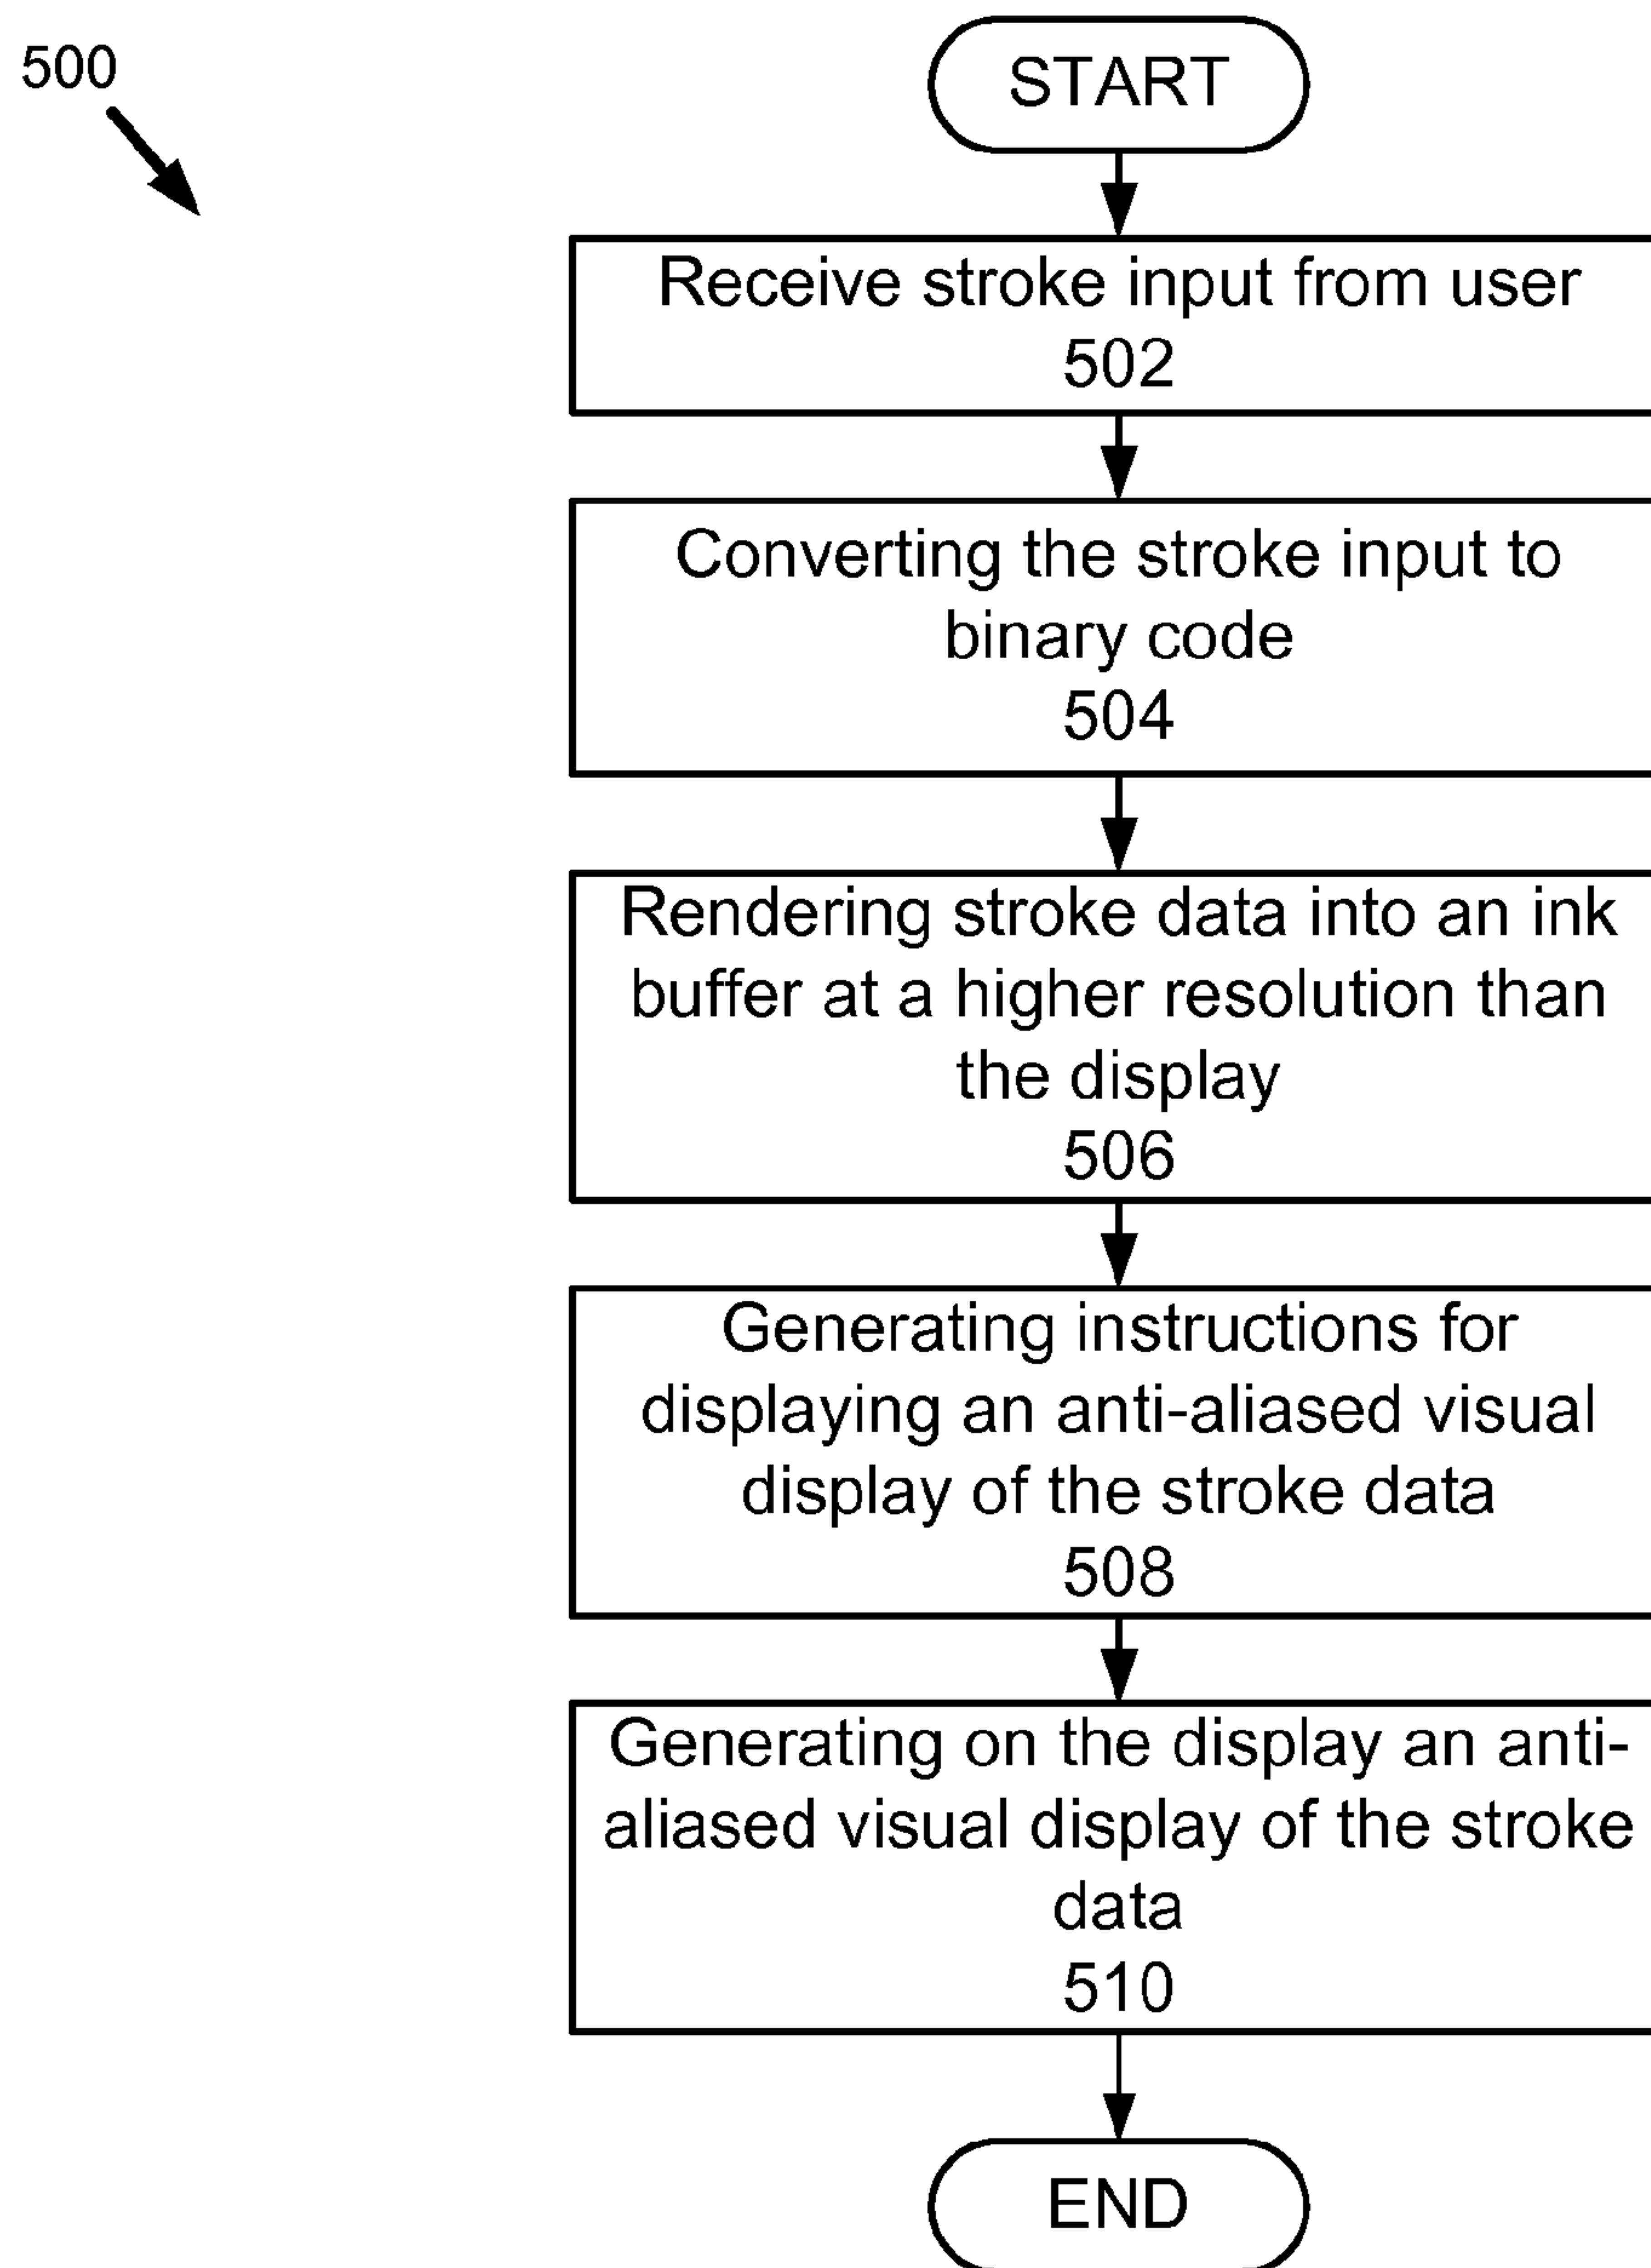 500
START
Receive stroke input from user
502
Converting the stroke input to
binary code
504
Rendering stroke data into an ink
buffer at a higher resolution than
the display
506
Generating instructions for
displaying an anti-aliased visual
display of the stroke data
508
Generating on the display an anti-
aliased visual display of the stroke
data
510
END